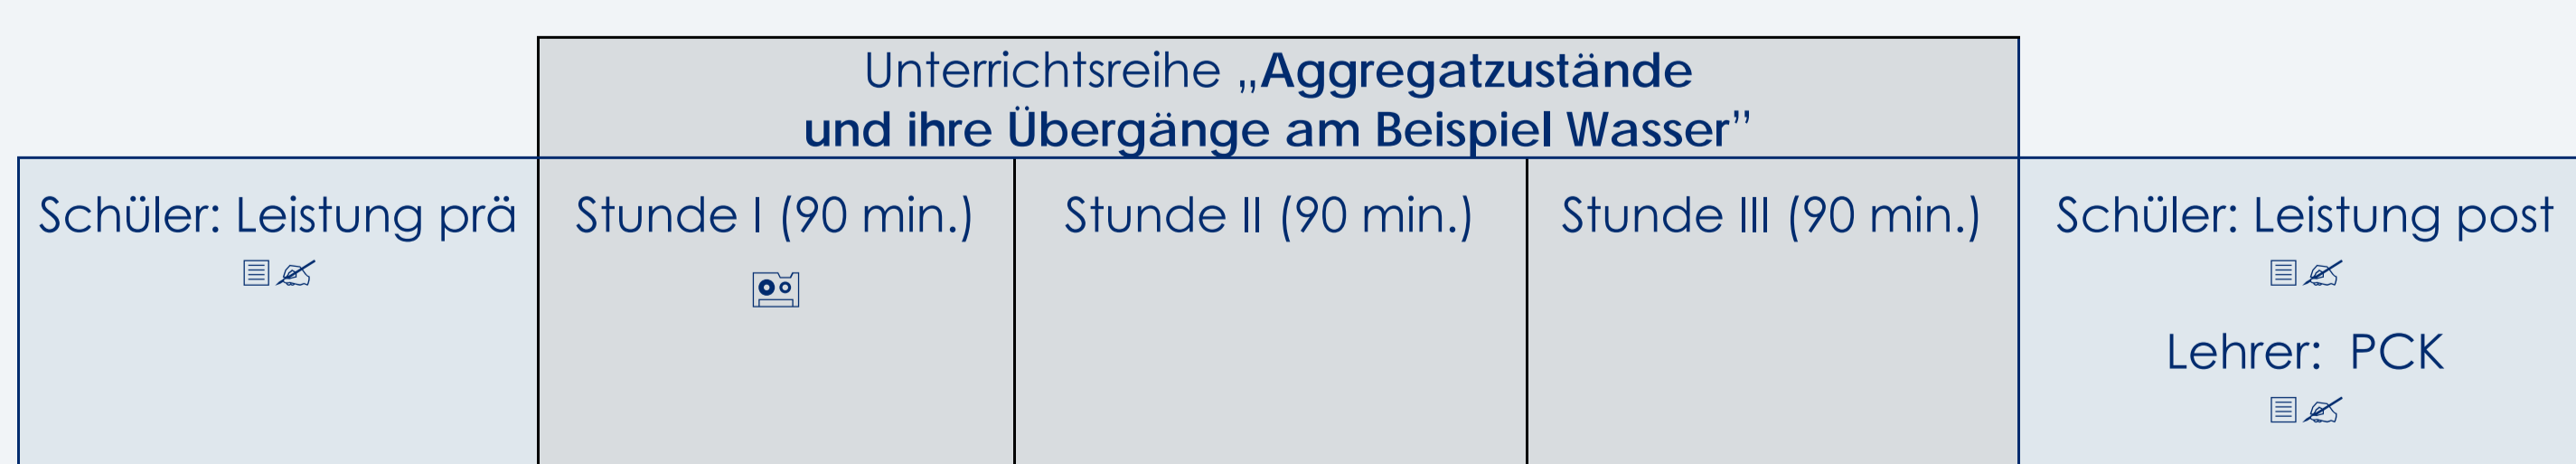 Unterrichtsreihe „Aggregatzustände
und ihre Übergänge am Beispiel Wasser”
Schüler: Leistung prä
Stunde I (90 min.)
Stunde II (90 min.)
Stunde III (90 min.)
Schüler: Leistung post
Lehrer: PCK